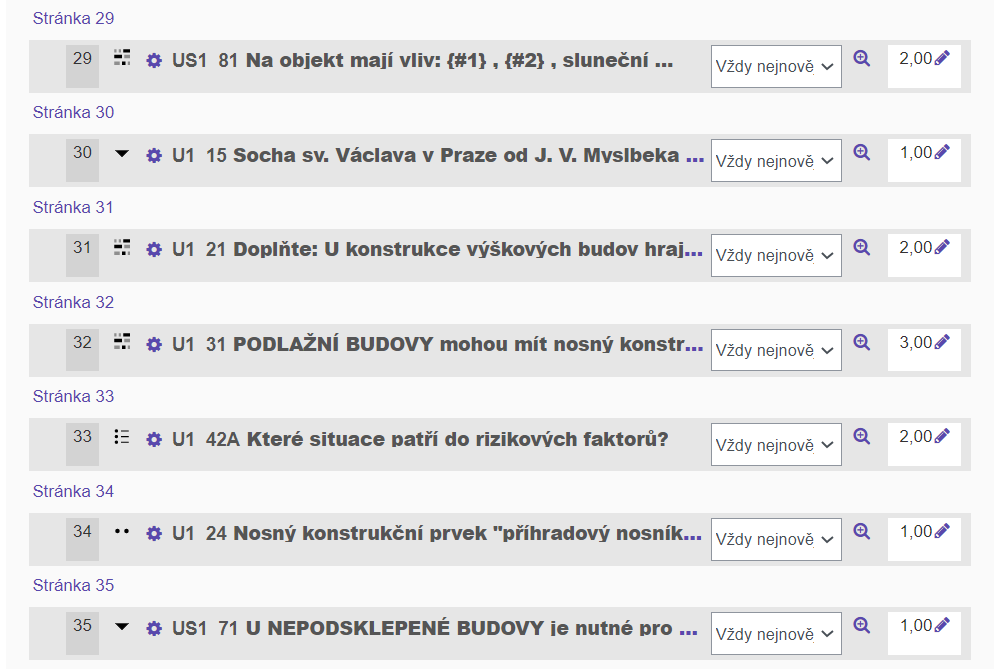 Stránka 29
29 US1 81 Na objekt mají vliv: {#1} , {#2} , sluneční ... Vždy nejnově 2,00
Stránka 30
30 U1 15 Socha sv. Václava v Praze od J. V. Myslbeka ... Vždy nejnově 1,00
Stránka 31
31 U1 21 Doplňte: U konstrukce výškových budov hraj... Vždy nejnově 2,00
Stránka 32
32 U1 31 PODLAŽNÍ BUDOVY mohou mít nosný konstr... Vždy nejnově 3,00
Stránka 33
33 U1 42A Které situace patří do rizikových faktorů? Vždy nejnově 2,00
Stránka 34
34 U1 24 Nosný konstrukční prvek "příhradový nosník... Vždy nejnově 1,00
Stránka 35
35 US1 71 U NEPODSKLEPENÉ BUDOVY je nutné pro ... Vždy nejnově 1,00